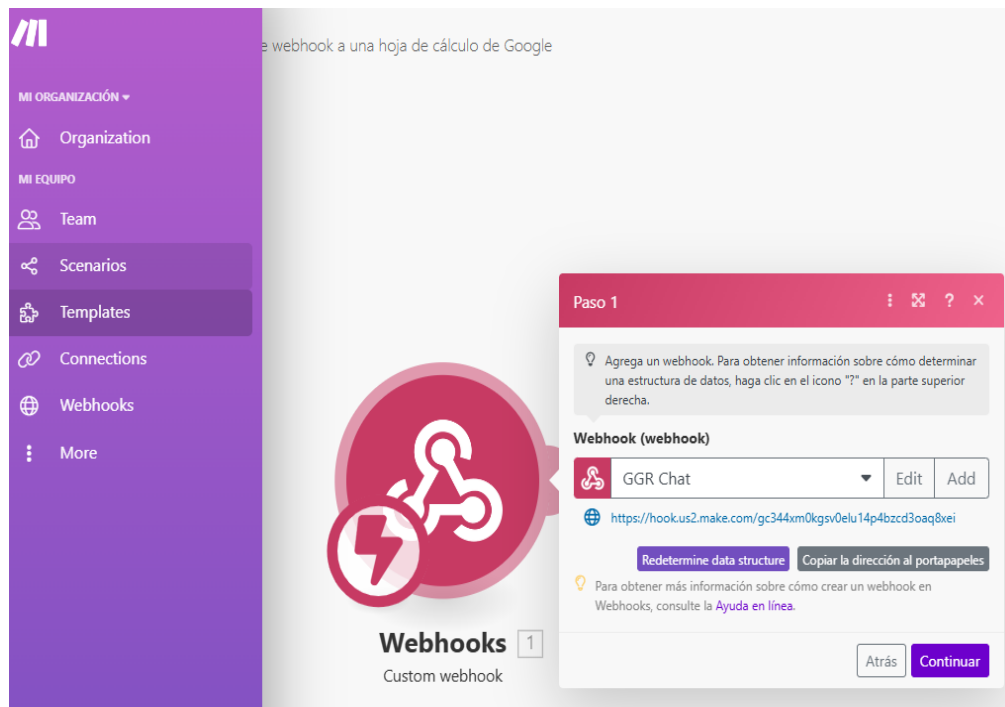 e webhook a una hoja de cálculo de Google
MI ORGANIZACIÓN
Organization
MI EQUIPO
Team
Scenarios
Templates
Connections
Webhooks
More
Paso 1
?
Agrega un webhook. Para obtener información sobre cómo determinar
una estructura de datos, haga clic en el icono "?" en la parte superior
derecha.
Webhook (webhook)
GGR Chat
Edit
Add
https://hook.us2.make.com/gc344xm0kgsv0elu14p4bzcd3oaq8xei
Redetermine data structure
Copiar la dirección al portapapeles
Para obtener más información sobre cómo crear un webhook en
Webhooks, consulte la Ayuda en línea.
Atrás
Continuar
Webhooks 1
Custom webhook